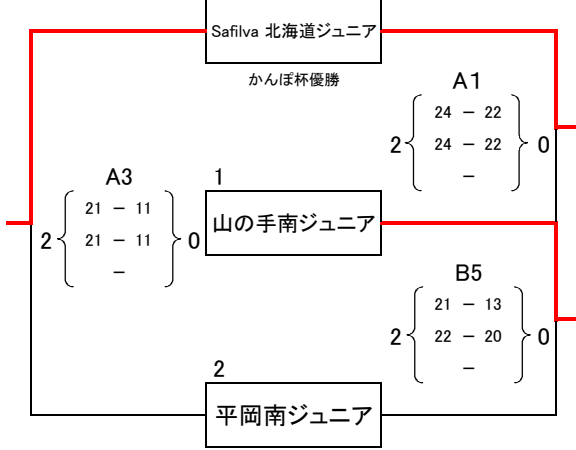 Safilva 北海道ジュニア
かんぽ杯優勝
A1
24 － 22
2 24 － 22 0
－
A3
21 － 11
2 21 － 11 0
－
1
山の手南ジュニア
B5
21 － 13
2 22 － 20 0
－
2
平岡南ジュニア